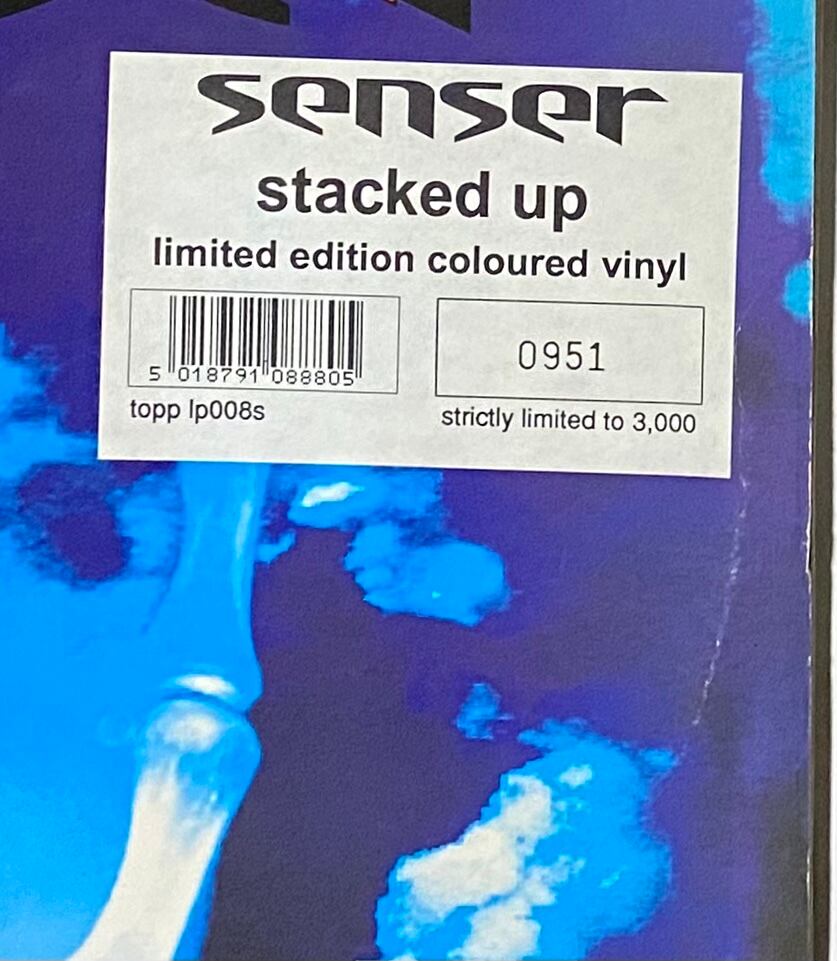 senser
stacked up
limited edition coloured vinyl
5 018791 088805
0951
topp lp008s
strictly limited to 3,000